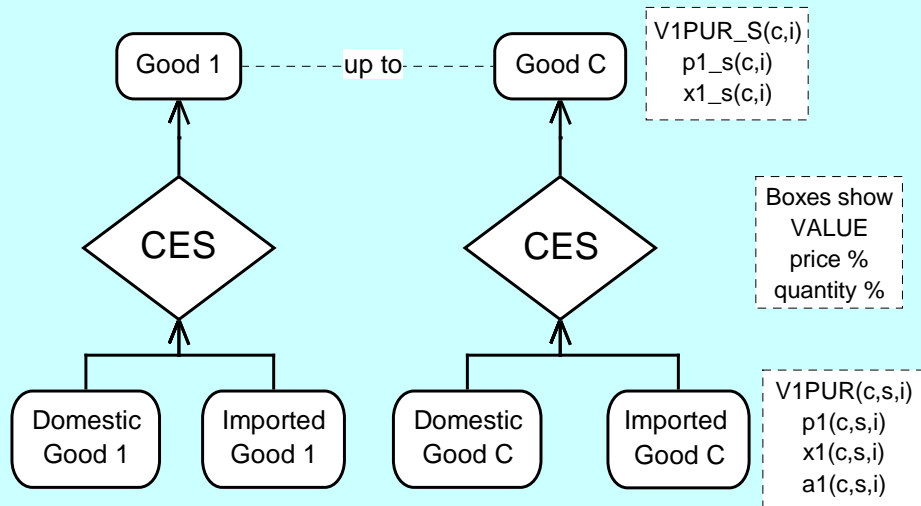 Good 1
up to
Good C
V1PUR_S(c,i)
p1_s(c,i)
x1_s(c,i)
CES
CES
Boxes show
VALUE
price %
quantity %
Domestic
Good 1
Imported
Good 1
Domestic
Good C
Imported
Good C
V1PUR(c,s,i)
p1(c,s,i)
x1(c,s,i)
a1(c,s,i)